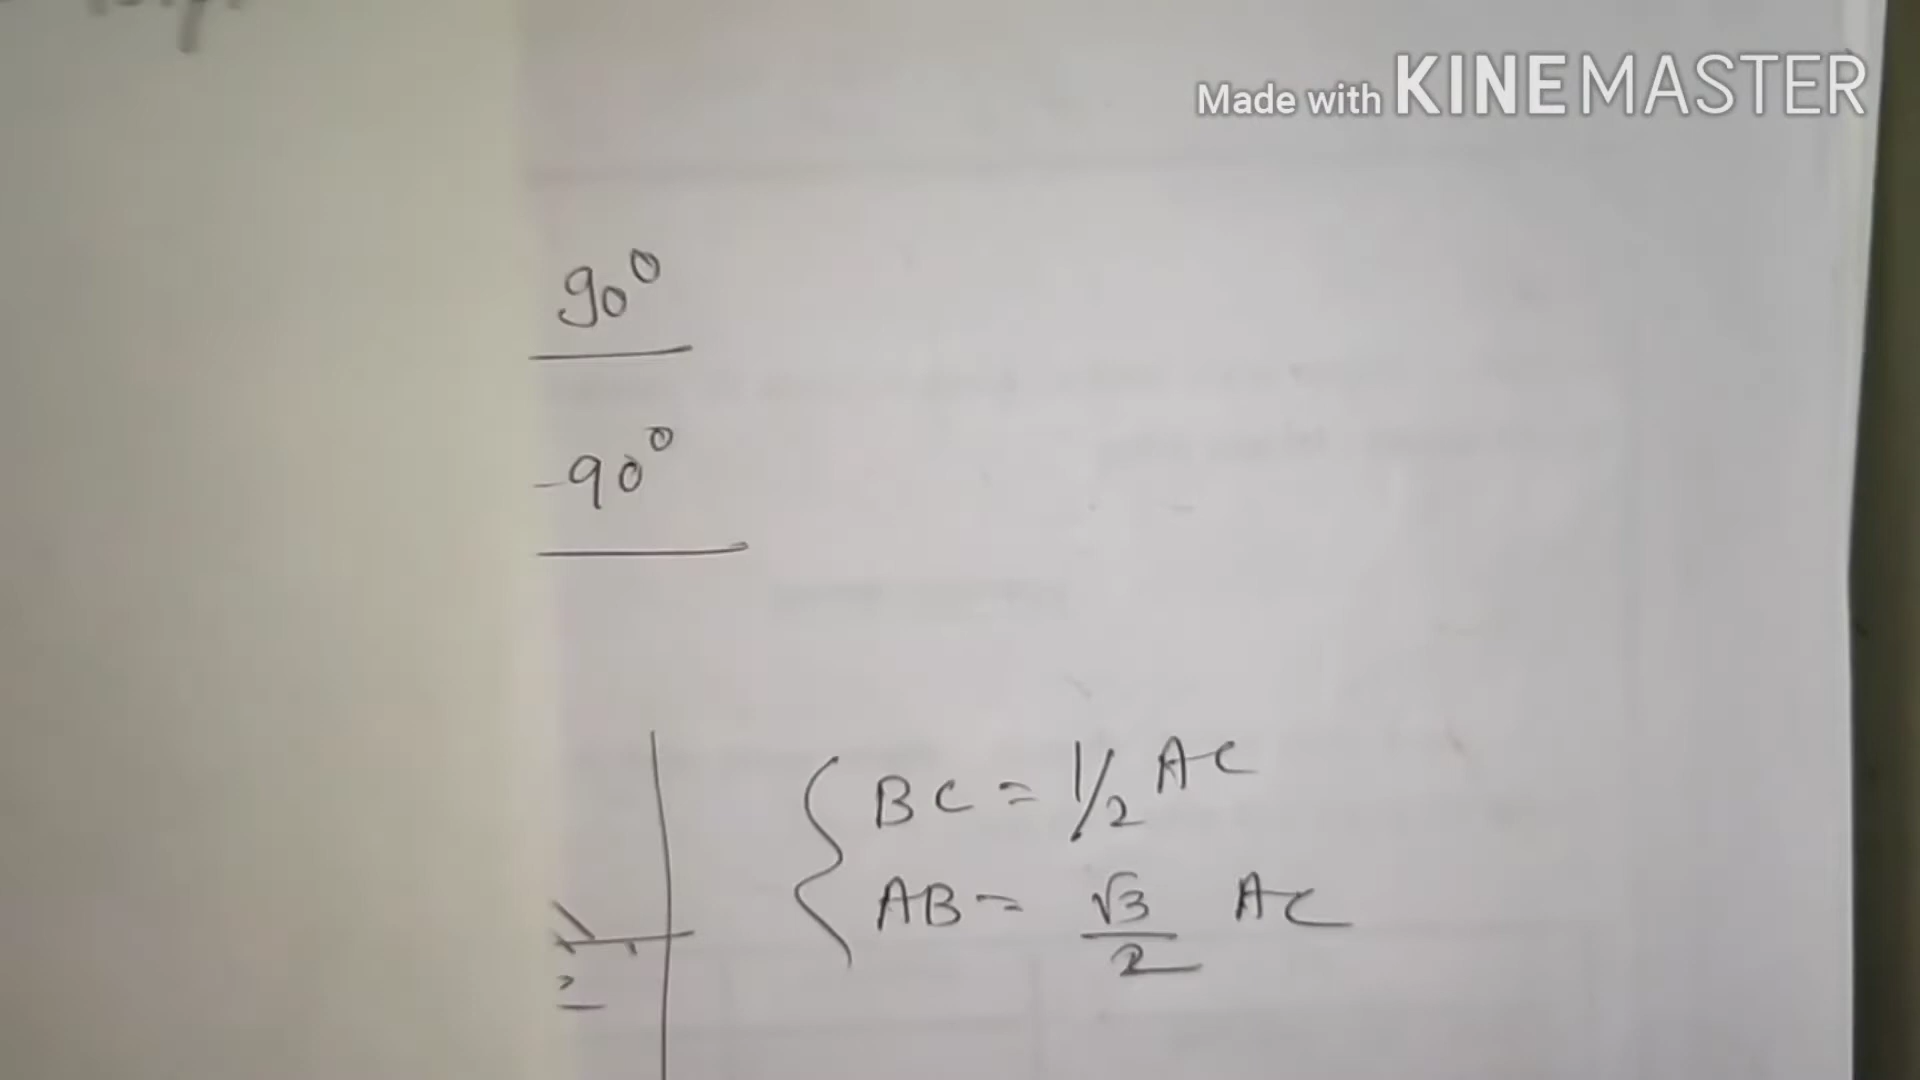 Made with KINEMASTER
90°
-90°
BC = 1/2 AC
AB = √3/2 AC